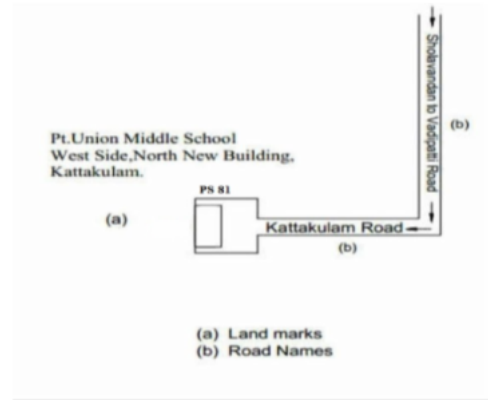 Sholavandan to Vadipatti Road
(b)
Pt.Union Middle School
West Side,North New Building,
Kattakulam.
PS 81
(a)
Kattakulam Road
(b)
(a) Land marks
(b) Road Names